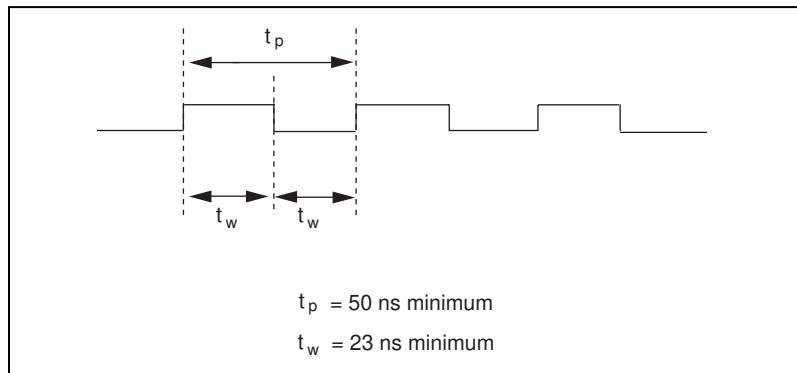 tp
tw tw
tp = 50 ns minimum
tw = 23 ns minimum